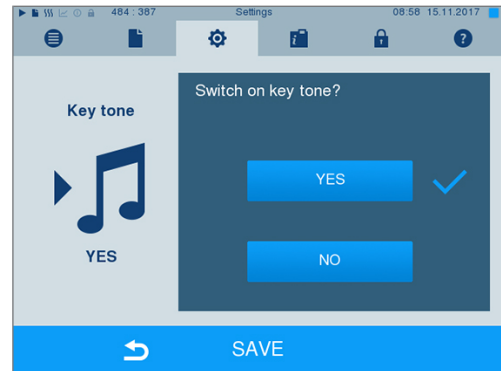 484 : 387 Settings 08:58 15.11.2017
Key tone
YES
Switch on key tone?
YES
NO
SAVE